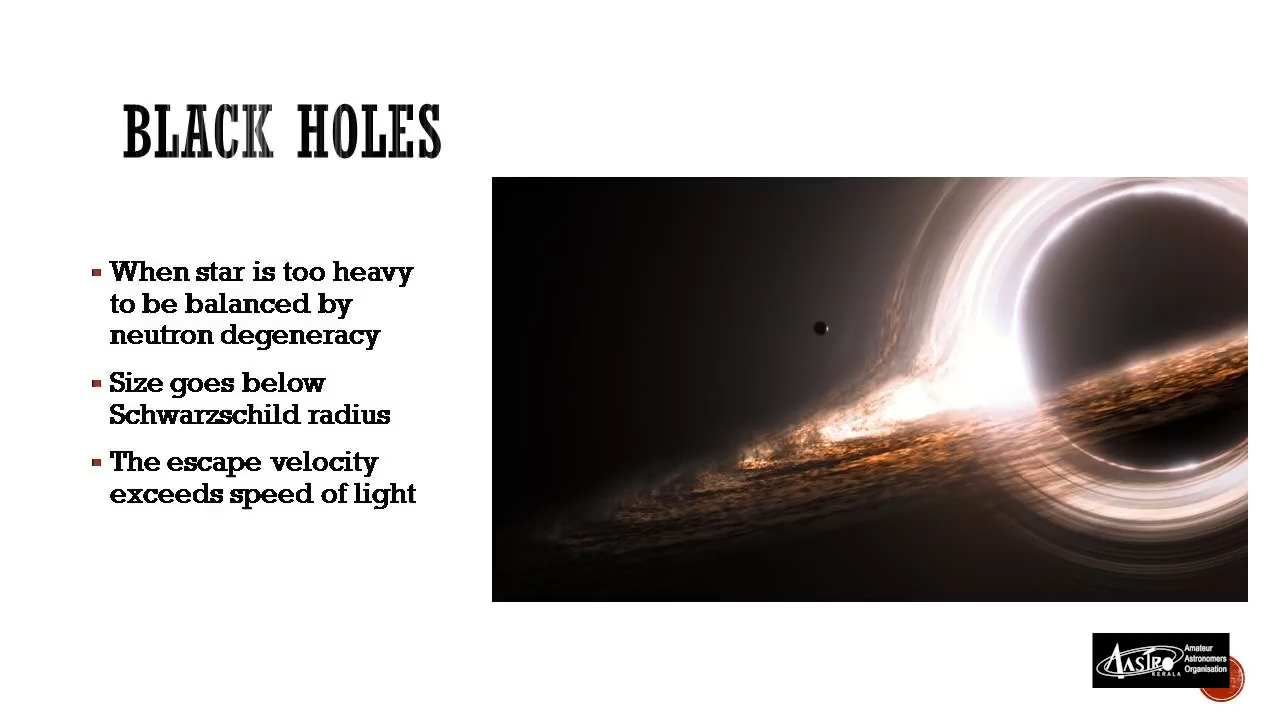 BLACK HOLES
When star is too heavy
to be balanced by
neutron degeneracy
Size goes below
Schwarzschild radius
The escape velocity
exceeds speed of light
AASTRO
KERALA
Amateur
Astronomers
Organisation